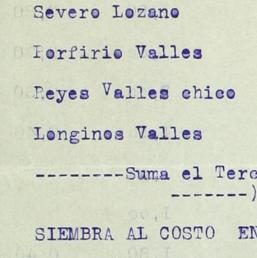 Severo Lozano
Porfirio Valles
Reyes Valles chico
Longinos Valles
--------Suma el Terc
-------)
SIEMBRA AL COSTO EN